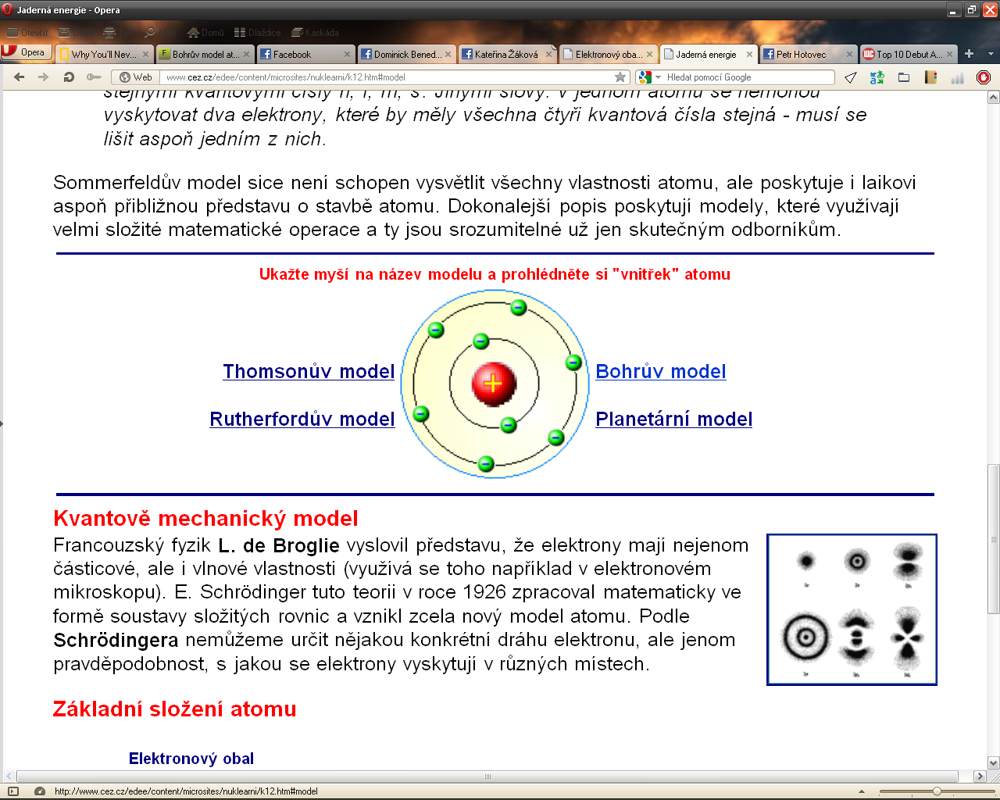 Jaderná energie - Opera
Otevřít
Domů Dlaždice Kaskáda
Opera Why You'll Nev... Bohrův model at... Facebook Dominick Bened... Kateřina Žáková Elektronový oba... Jaderná energie Petr Hotovec Top 10 Debut A...
Web www.cez.cz/edee/content/microsites/nuklearni/k12.htm#model Hledat pomocí Google
stejnými kvantovými čísly n, l, m, s. Jinými slovy: v jednom atomu se nemohou
vyskytovat dva elektrony, které by měly všechna čtyři kvantová čísla stejná - musí se
lišit aspoň jedním z nich.
Sommerfeldův model sice není schopen vysvětlit všechny vlastnosti atomu, ale poskytuje i laikovi
aspoň přibližnou představu o stavbě atomu. Dokonalejší popis poskytují modely, které využívají
velmi složité matematické operace a ty jsou srozumitelné už jen skutečným odborníkům.
Ukažte myší na název modelu a prohlédněte si "vnitřek" atomu
Thomsonův model Bohrův model
Rutherfordův model Planetární model
Kvantově mechanický model
Francouzský fyzik L. de Broglie vyslovil představu, že elektrony mají nejenom
částicové, ale i vlnové vlastnosti (využívá se toho například v elektronovém
mikroskopu). E. Schrödinger tuto teorii v roce 1926 zpracoval matematicky ve
formě soustavy složitých rovnic a vznikl zcela nový model atomu. Podle
Schrödingera nemůžeme určit nějakou konkrétní dráhu elektronu, ale jenom
pravděpodobnost, s jakou se elektrony vyskytují v různých místech.
Základní složení atomu
Elektronový obal
http://www.cez.cz/edee/content/microsites/nuklearni/k12.htm#model